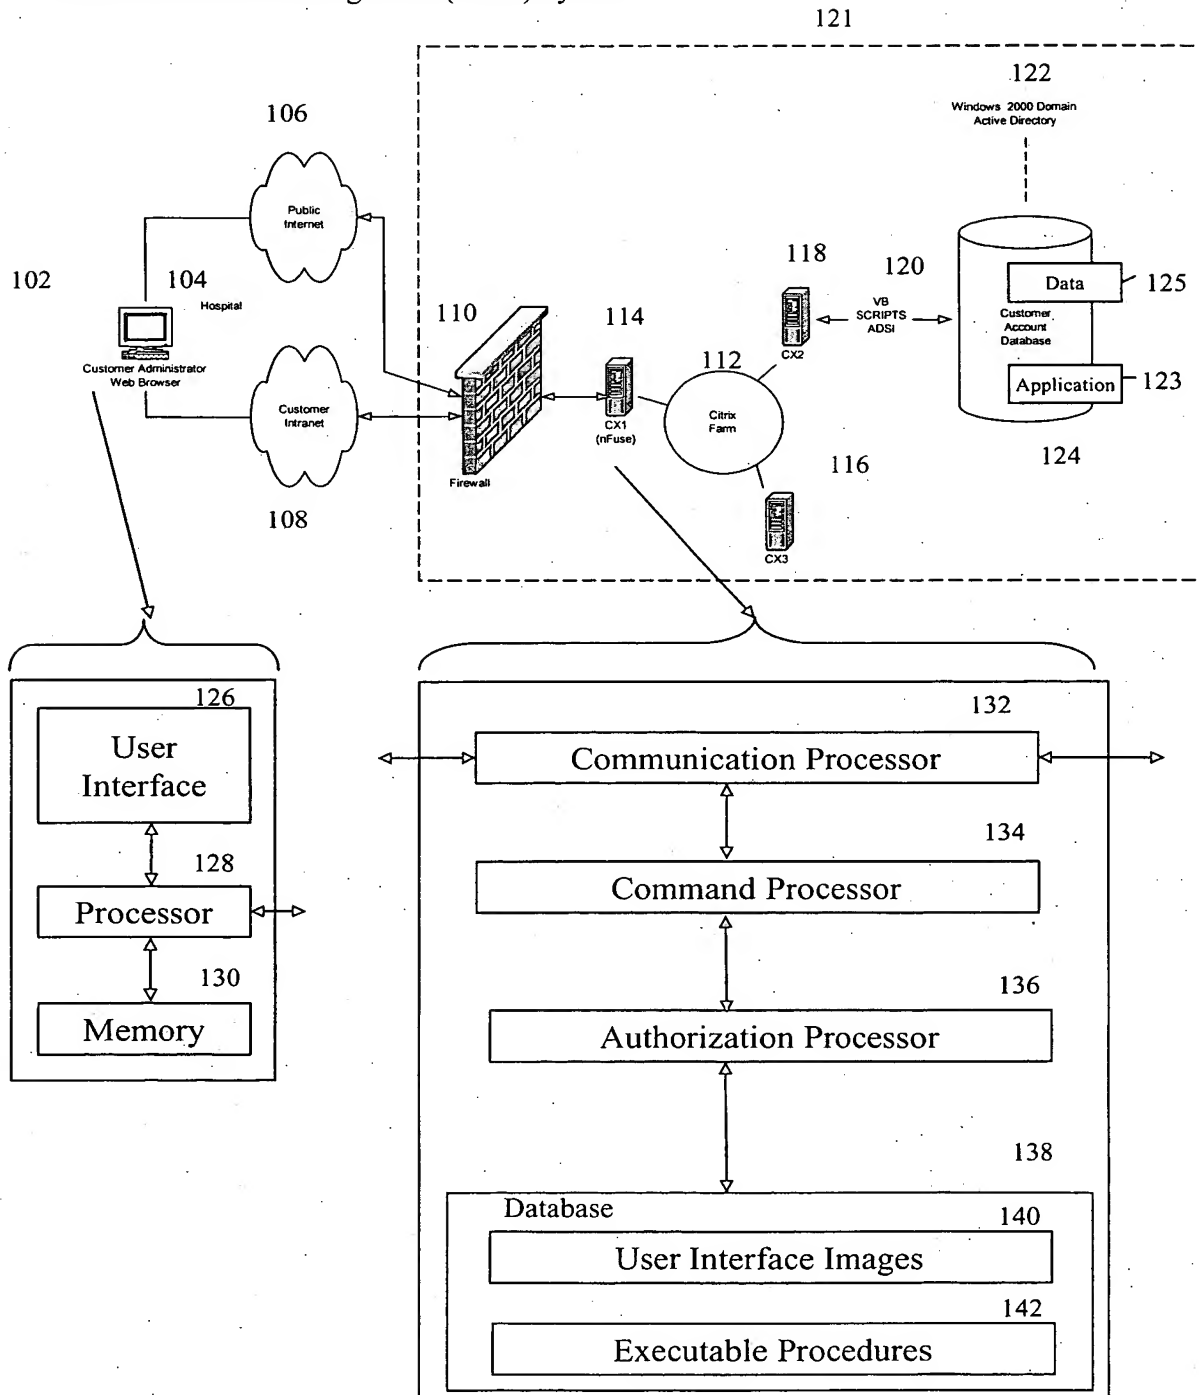 121
122
Windows 2000 Domain
Active Directory
106
Public
Internet
102
104
Hospital
Customer Administrator
Web Browser
110
114
118
120
VB
SCRIPTS
ADSI
Data
125
Customer
Account
Database
CX2
112
Application
123
Customer
Intranet
CX1
(nFuse)
Citrix
Farm
124
116
Firewall
108
CX3
126
User
Interface
132
Communication Processor
134
128
Command Processor
Processor
130
136
Memory
Authorization Processor
138
Database
140
User Interface Images
142
Executable Procedures